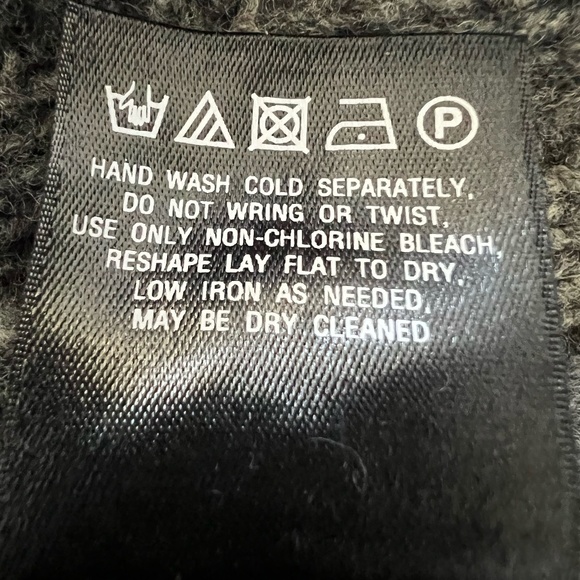 P
HAND WASH COLD SEPARATELY.
DO NOT WRING OR TWIST.
USE ONLY NON-CHLORINE BLEACH.
RESHAPE LAY FLAT TO DRY.
LOW IRON AS NEEDED.
MAY BE DRY CLEANED